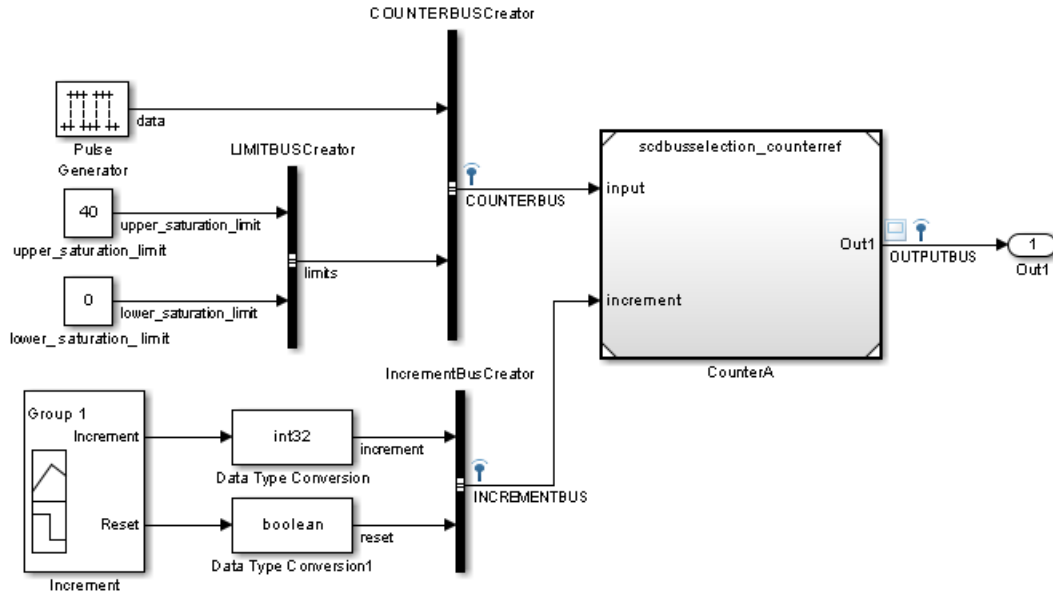 COUNTERBUSCreator
data
Pulse
Generator
LIMITBUSCreator
40
upper_saturation_limit
upper_saturation_limit
0
lower_saturation_limit
lower_ saturation_ limit
limits
COUNTERBUS
scdbusselection_counterref
input
increment
Out1
CounterA
OUTPUTBUS
1
Out1
IncrementBusCreator
Group 1
Increment
Reset
Increment
int32
increment
Data Type Conversion
boolean
reset
Data Type Conversion1
INCREMENTBUS